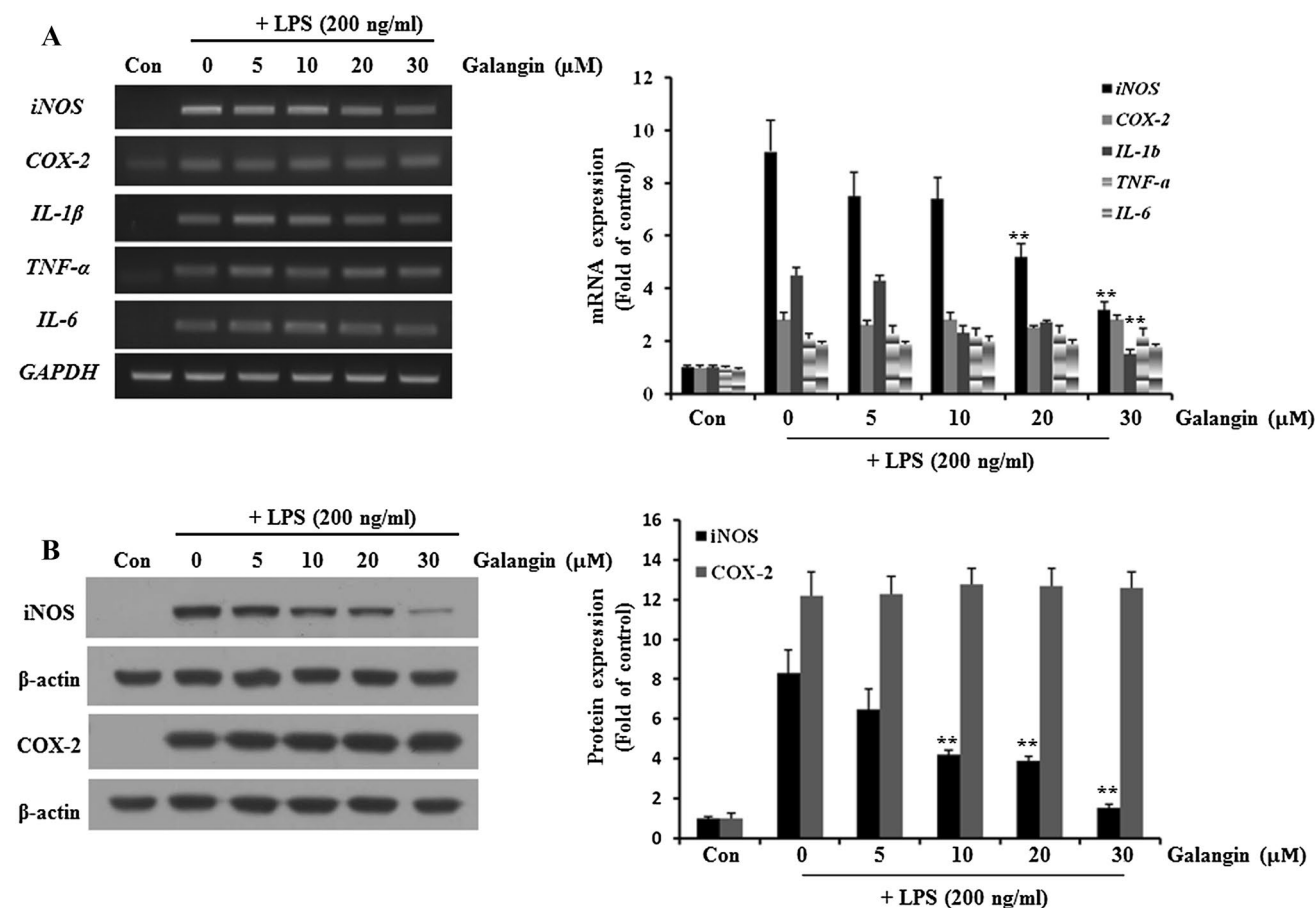 A
+ LPS (200 ng/ml)
Con 0 5 10 20 30 Galangin (µM)
iNOS
COX-2
IL-1β
TNF-α
IL-6
GAPDH
mRNA expression
(Fold of control)
12
10
8
6
4
2
0
iNOS
COX-2
IL-1b
TNF-α
IL-6
**
**
**
Con 0 5 10 20 30 Galangin (µM)
+ LPS (200 ng/ml)
B
+ LPS (200 ng/ml)
Con 0 5 10 20 30 Galangin (µM)
iNOS
β-actin
COX-2
β-actin
Protein expression
(Fold of control)
16
14
12
10
8
6
4
2
0
iNOS
COX-2
**
**
**
Con 0 5 10 20 30 Galangin (µM)
+ LPS (200 ng/ml)